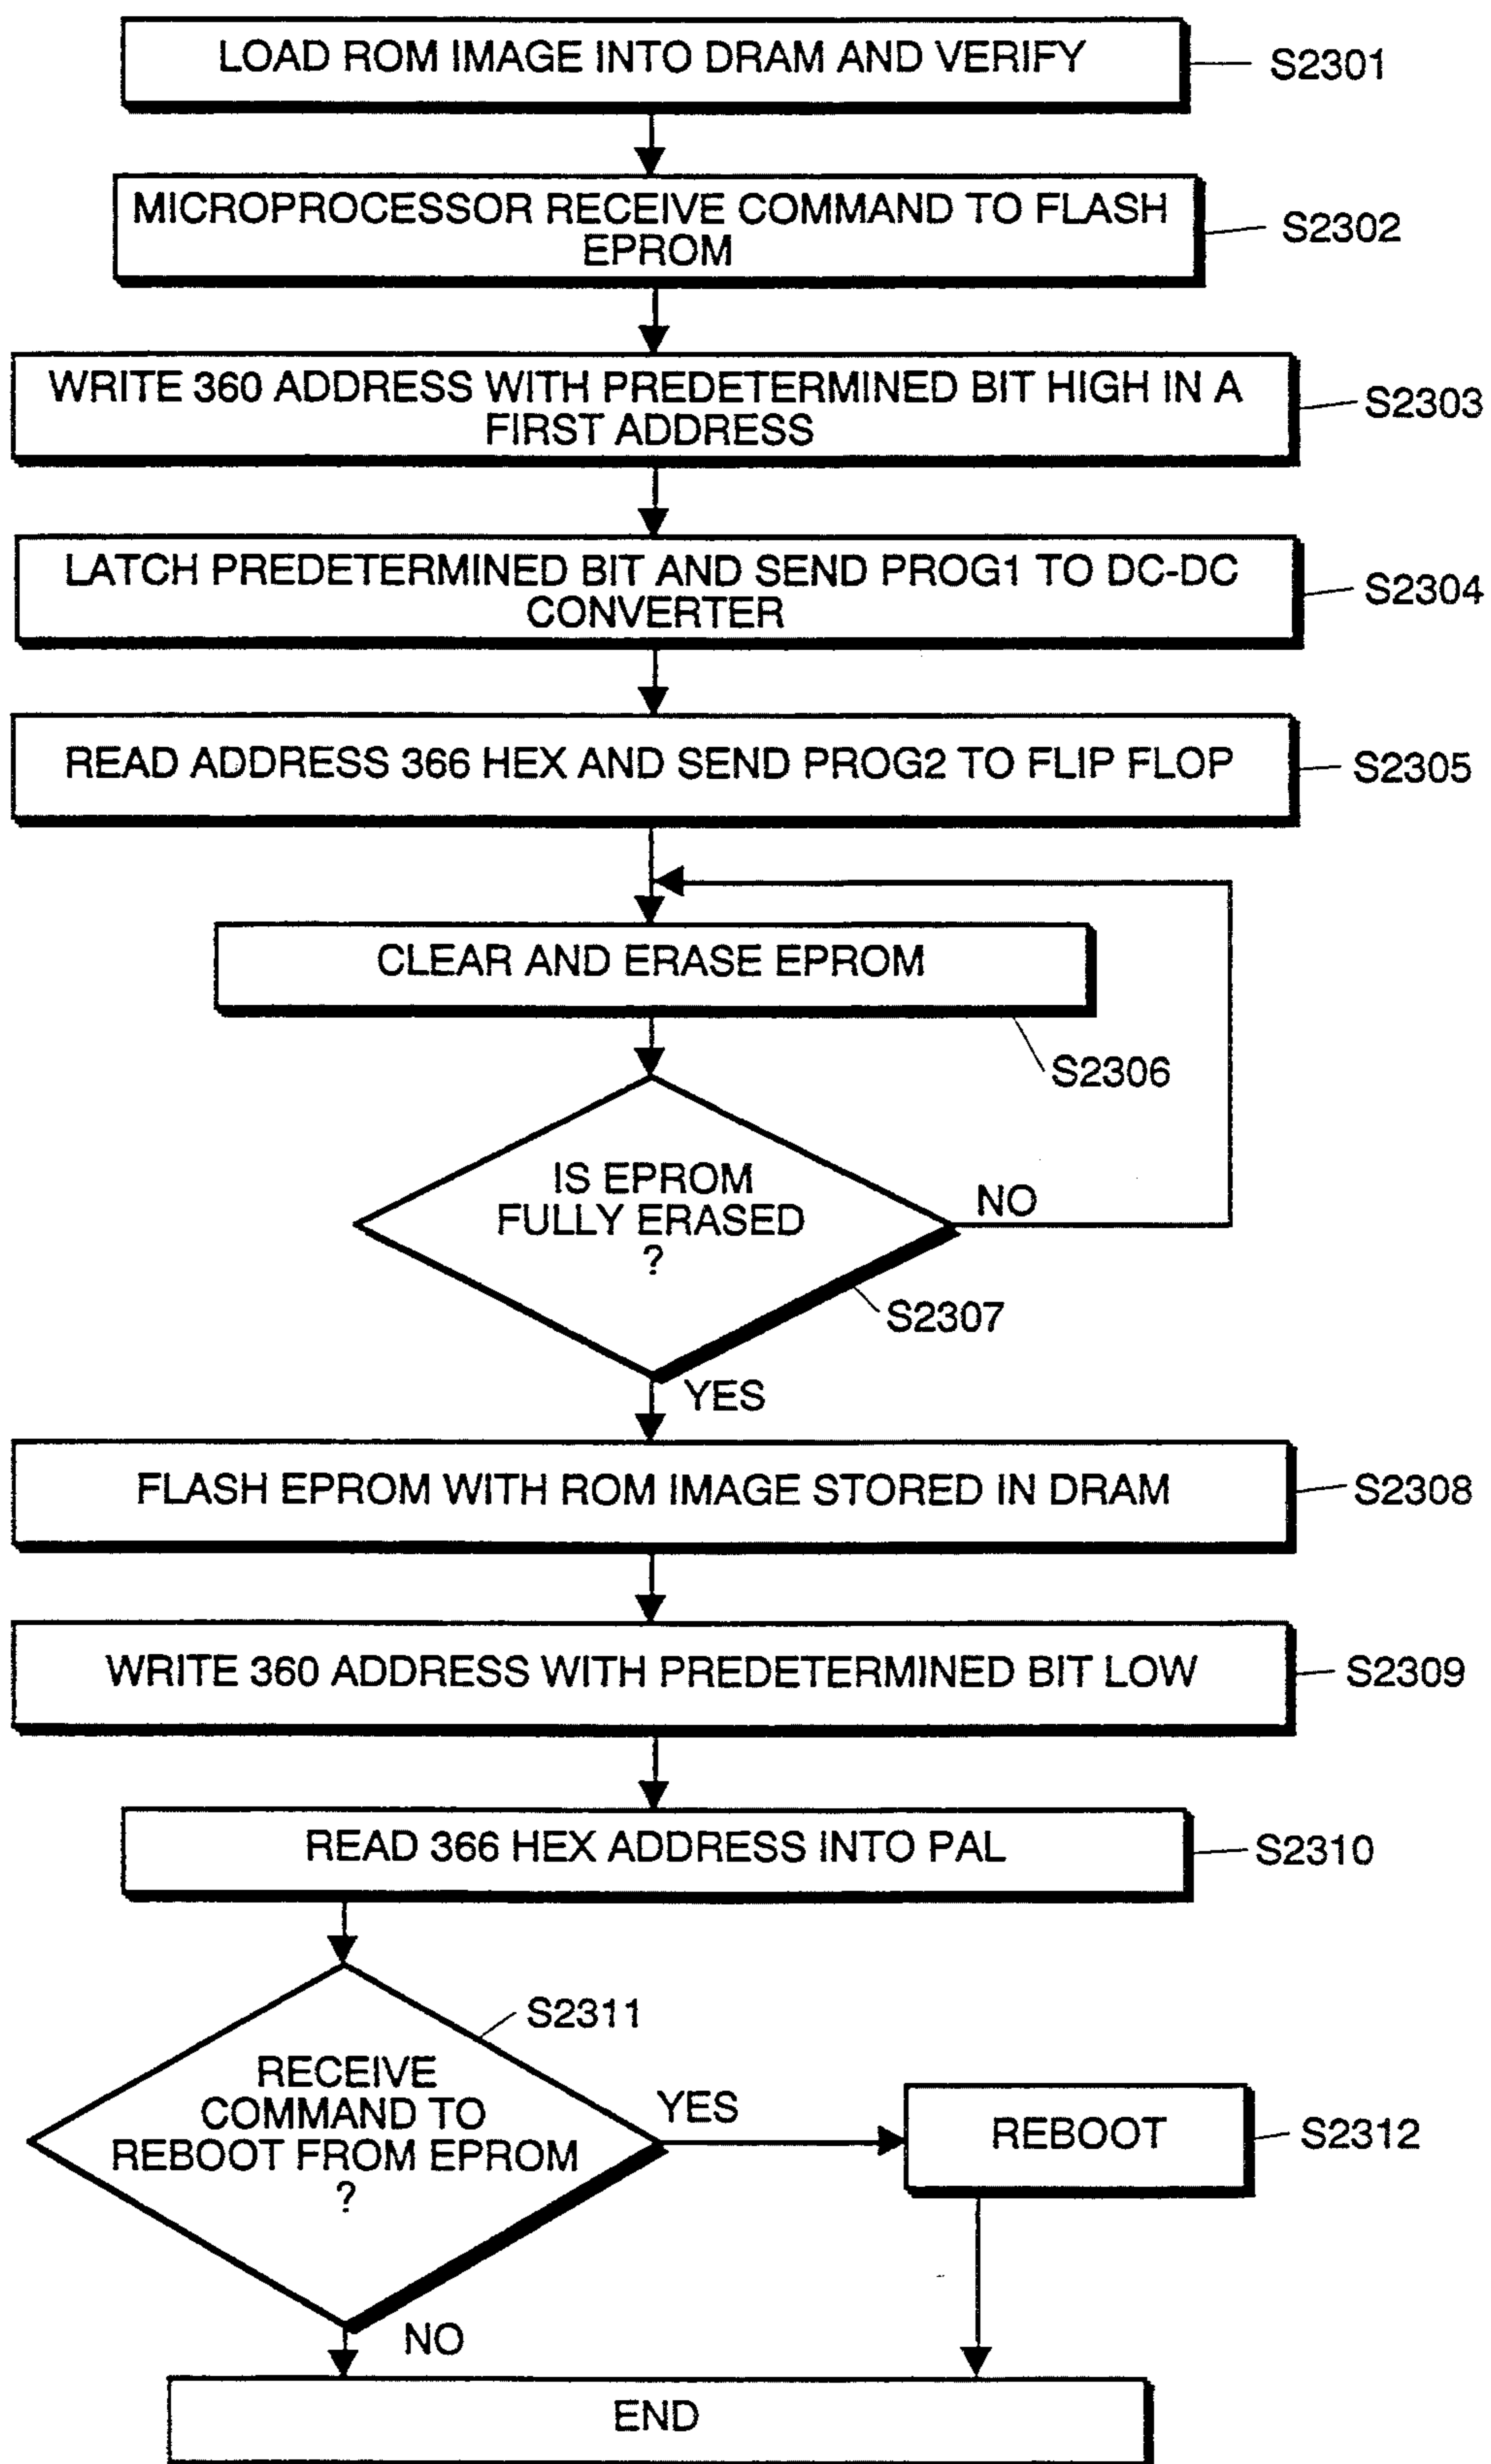 LOAD ROM IMAGE INTO DRAM AND VERIFY
S2301
MICROPROCESSOR RECEIVE COMMAND TO FLASH
EPROM
S2302
WRITE 360 ADDRESS WITH PREDETERMINED BIT HIGH IN A
FIRST ADDRESS
S2303
LATCH PREDETERMINED BIT AND SEND PROG1 TO DC-DC
CONVERTER
S2304
READ ADDRESS 366 HEX AND SEND PROG2 TO FLIP FLOP
S2305
CLEAR AND ERASE EPROM
S2306
IS EPROM
FULLY ERASED
?
NO
S2307
YES
FLASH EPROM WITH ROM IMAGE STORED IN DRAM
S2308
WRITE 360 ADDRESS WITH PREDETERMINED BIT LOW
S2309
READ 366 HEX ADDRESS INTO PAL
S2310
S2311
RECEIVE
COMMAND TO
REBOOT FROM EPROM
?
YES
REBOOT
S2312
NO
END